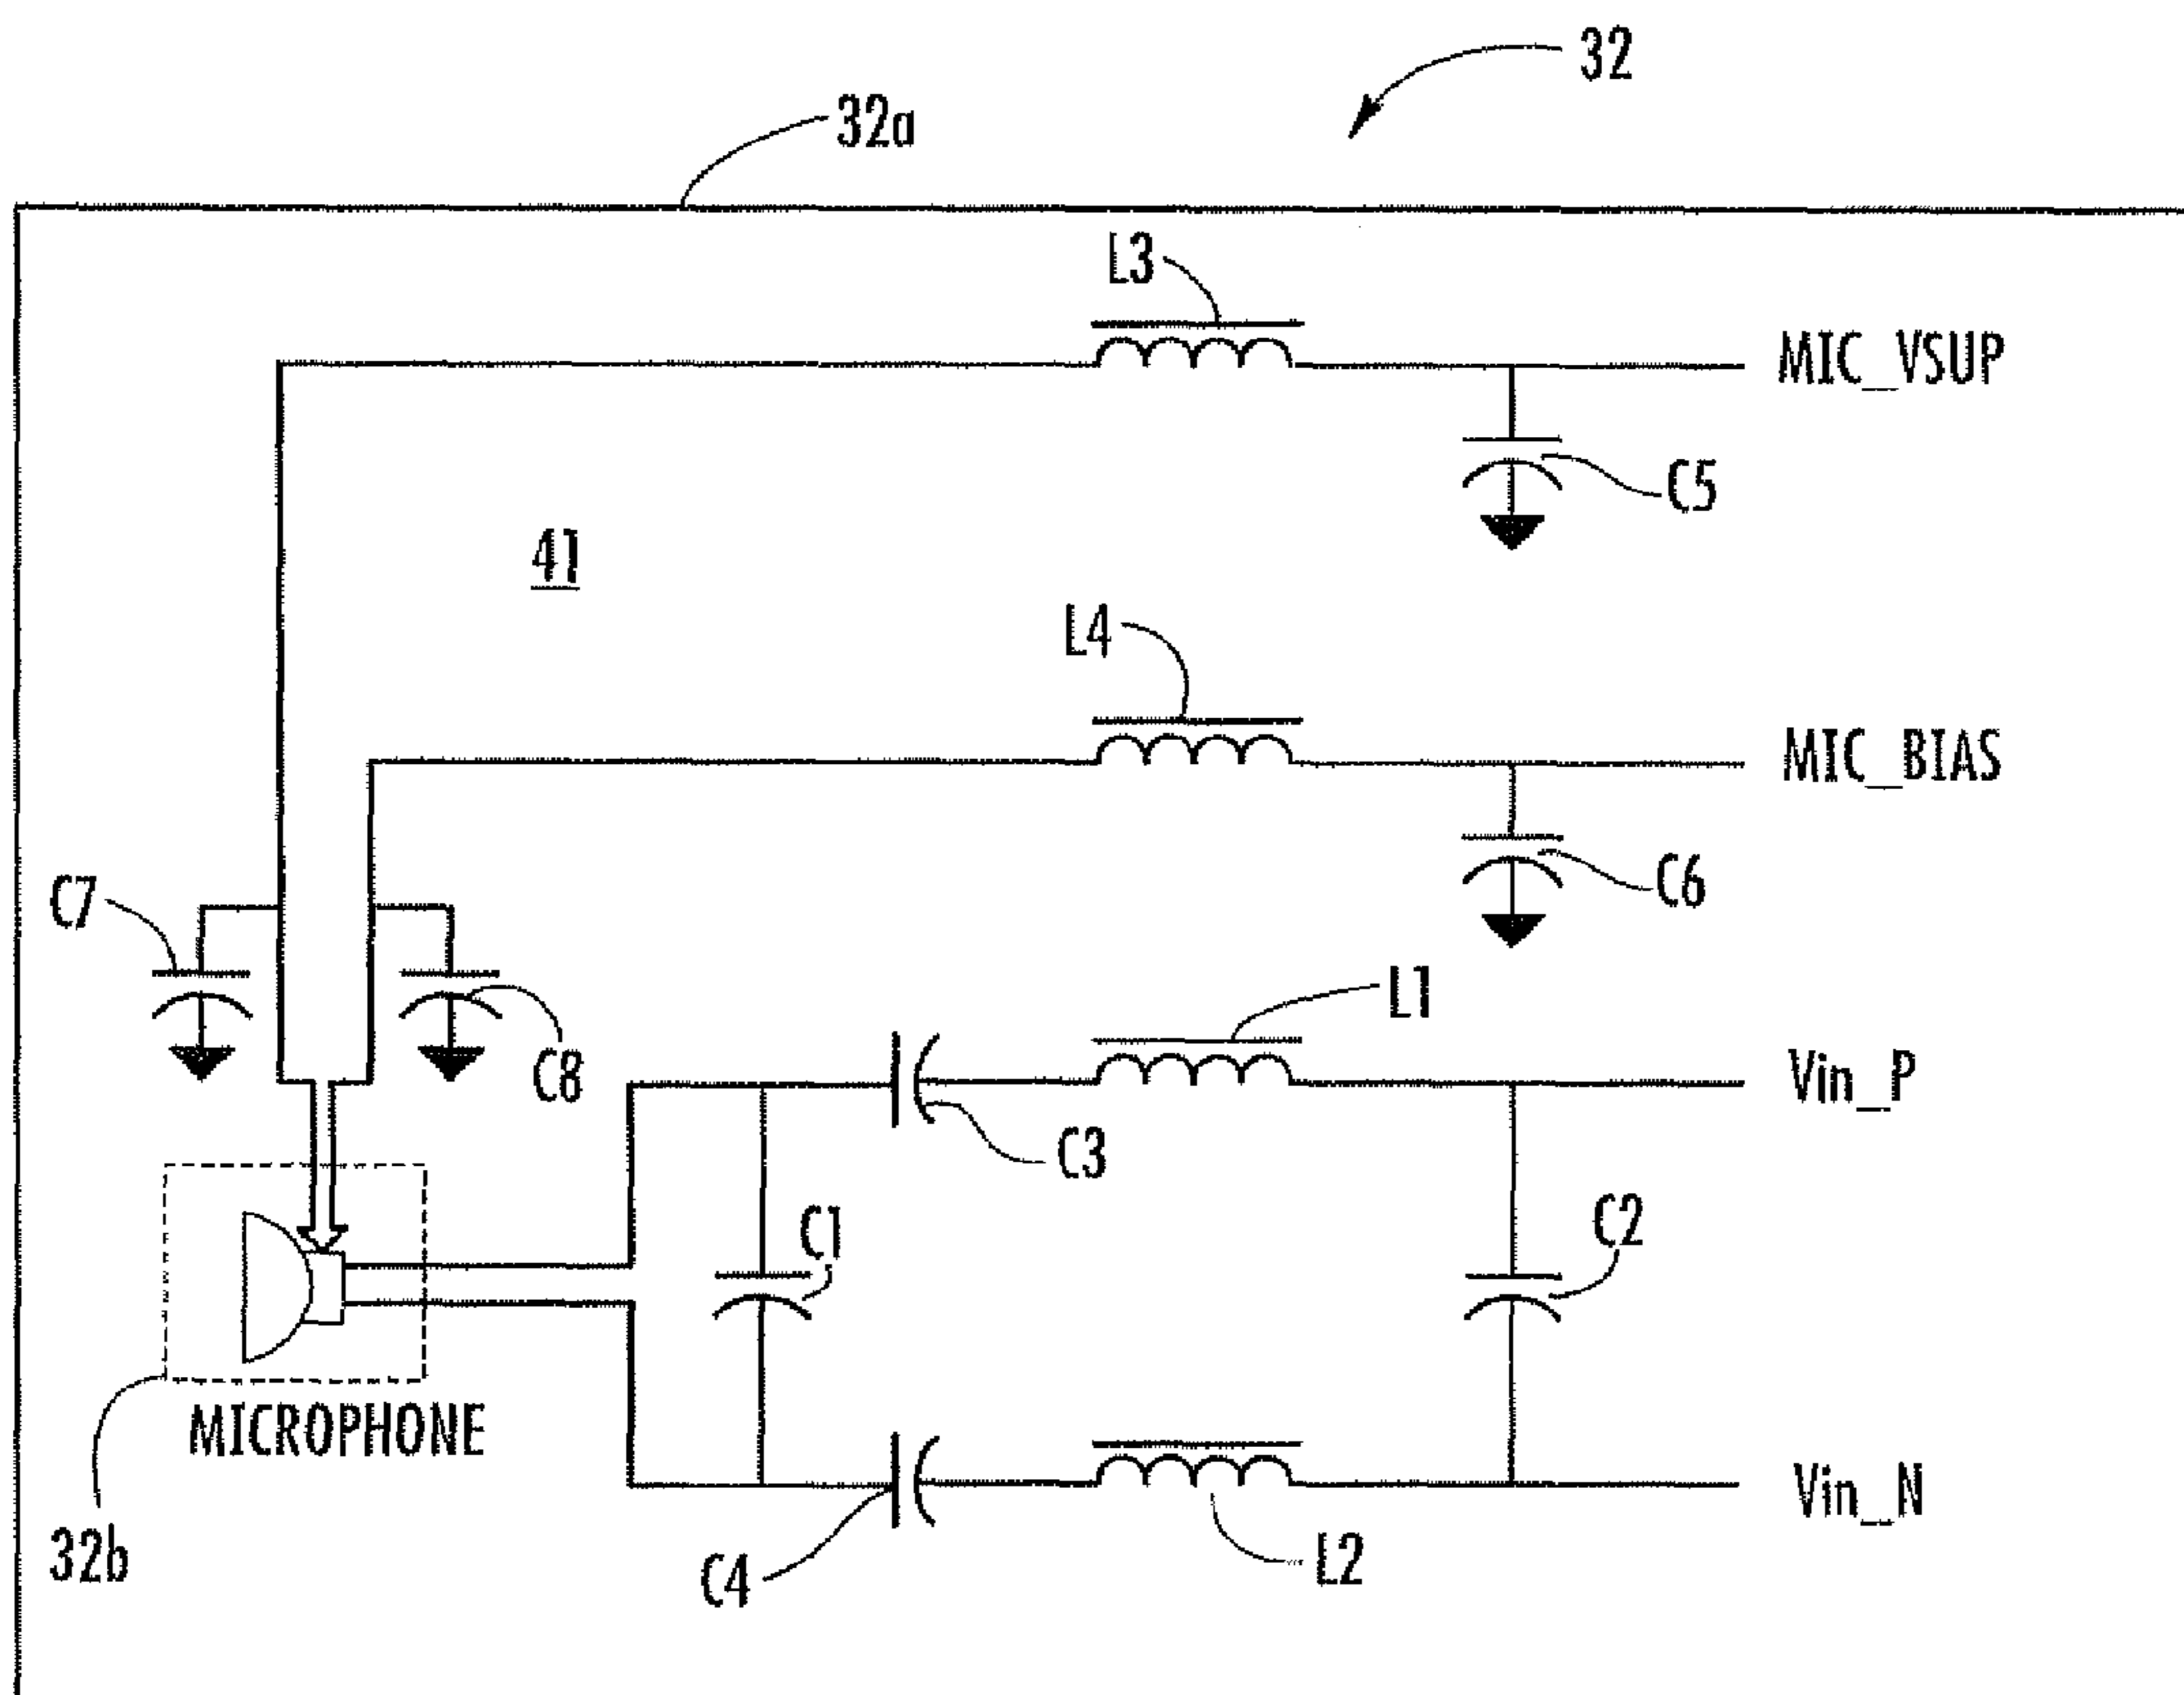 32
32a
L3
MIC_VSUP
C5
41
L4
MIC_BIAS
C6
C7
C8
L1
Vin_P
C3
C1
C2
MICROPHONE
Vin_N
32b
C4
L2